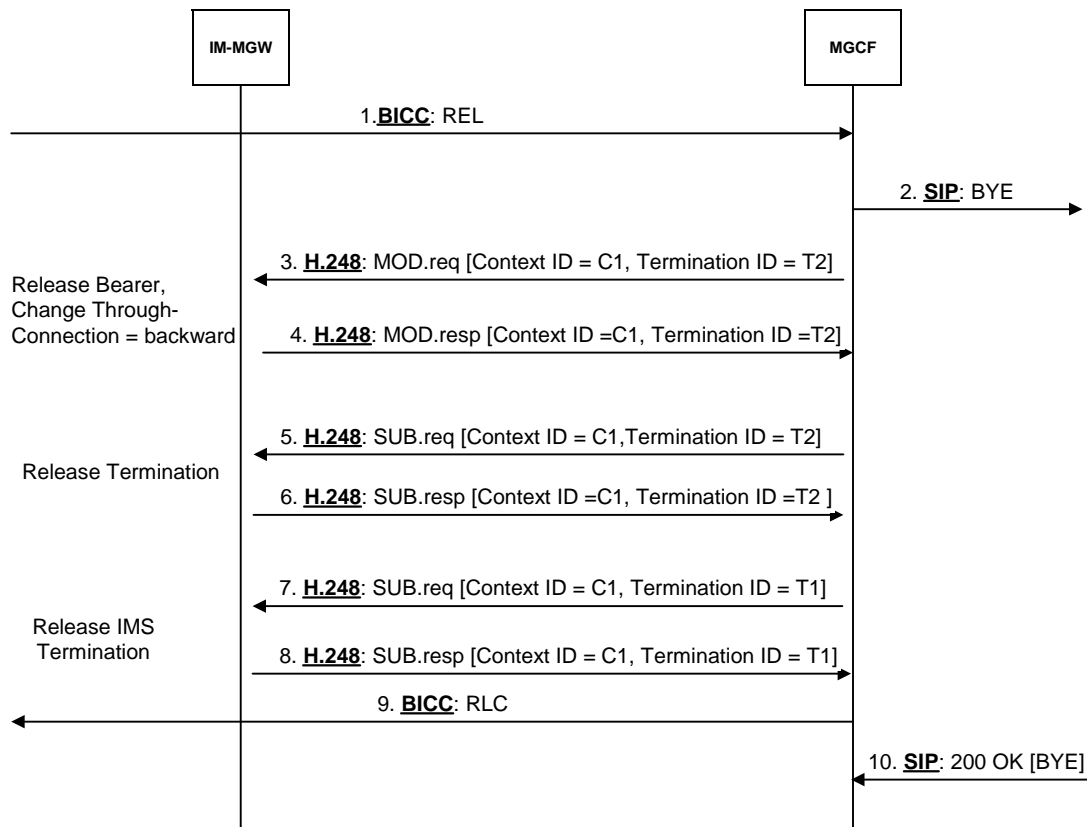 IM-MGW
MGCF
1.BICC: REL
2. SIP: BYE
3. H.248: MOD.req [Context ID = C1, Termination ID = T2]
Release Bearer,
Change Through-
Connection = backward
4. H.248: MOD.resp [Context ID =C1, Termination ID =T2]
5. H.248: SUB.req [Context ID = C1,Termination ID = T2]
Release Termination
6. H.248: SUB.resp [Context ID =C1, Termination ID =T2 ]
7. H.248: SUB.req [Context ID = C1, Termination ID = T1]
Release IMS
Termination
8. H.248: SUB.resp [Context ID = C1, Termination ID = T1]
9. BICC: RLC
10. SIP: 200 OK [BYE]